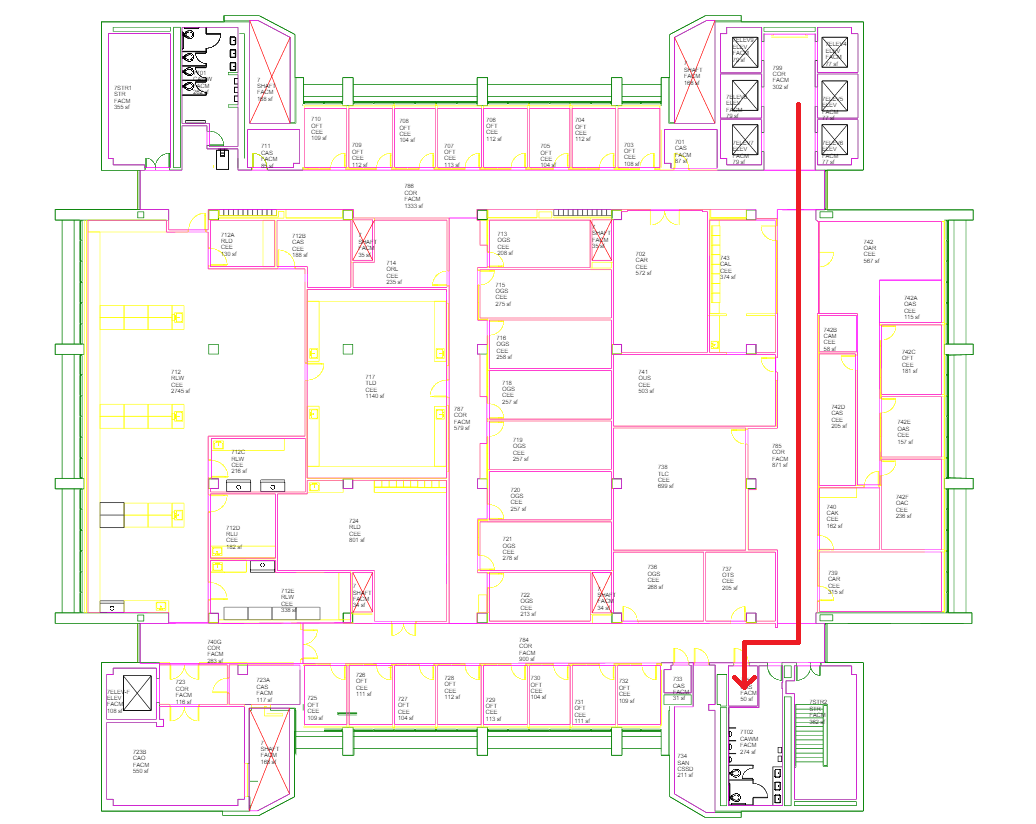 7STR1
STR
FACM
355 sf
SHAFT
FACM
168 sf
SHAFT
FACM
168 sf
799
COR
FACM
302 sf
711
CAS
FACM
710
OFT
CEE
109 sf
709
OFT
CEE
112 sf
708
OFT
CEE
104 sf
707
OFT
CEE
113 sf
706
OFT
CEE
112 sf
705
OFT
CEE
104 sf
704
OFT
CEE
112 sf
703
OFT
CEE
108 sf
701
CAS
FACM
87 sf
788
COR
FACM
1333 sf
712A
RLD
CEE
130 sf
712B
CAS
CEE
168 sf
SHAFT
FACM
35 sf
714
ORL
CEE
235 sf
713
OGS
CEE
208 sf
SHAFT
FACM
35 sf
702
CAR
CEE
572 sf
743
CAL
CEE
374 sf
742
OAR
CEE
567 sf
715
OGS
CEE
275 sf
742A
OAS
CEE
115 sf
716
OGS
CEE
258 sf
742B
CAM
CEE
58 sf
742C
OFT
CEE
181 sf
712
RLW
CEE
2745 sf
717
TLD
CEE
1140 sf
718
OGS
CEE
257 sf
741
OUS
CEE
503 sf
787
COR
FACM
579 sf
742D
CAS
CEE
205 sf
742E
OAS
CEE
157 sf
719
OGS
CEE
257 sf
712C
RLW
CEE
216 sf
738
TLC
CEE
699 sf
785
COR
FACM
871 sf
720
OGS
CEE
257 sf
742F
OAC
CEE
236 sf
740
CAK
CEE
162 sf
712D
RLD
CEE
182 sf
724
RLD
CEE
801 sf
721
OGS
CEE
278 sf
736
OGS
CEE
268 sf
737
OTS
CEE
205 sf
739
CAR
CEE
315 sf
712E
RLW
CEE
338 sf
SHAFT
FACM
34 sf
722
OGS
CEE
213 sf
SHAFT
FACM
34 sf
740G
COR
FACM
283 sf
784
COR
FACM
900 sf
7ELEV-F
ELEV
FACM
108 sf
723
COR
FACM
116 sf
723A
CAS
FACM
117 sf
725
OFT
CEE
109 sf
726
OFT
CEE
111 sf
727
OFT
CEE
104 sf
728
OFT
CEE
112 sf
729
OFT
CEE
113 sf
730
OFT
CEE
104 sf
731
OFT
CEE
111 sf
732
OFT
CEE
109 sf
733
CAS
FACM
31 sf
FACM
50 sf
7STR2
STR
FACM
723B
CAO
FACM
550 sf
SHAFT
FACM
168 sf
734
SAN
CSSD
211 sf
7T02
CAWM
FACM
274 sf